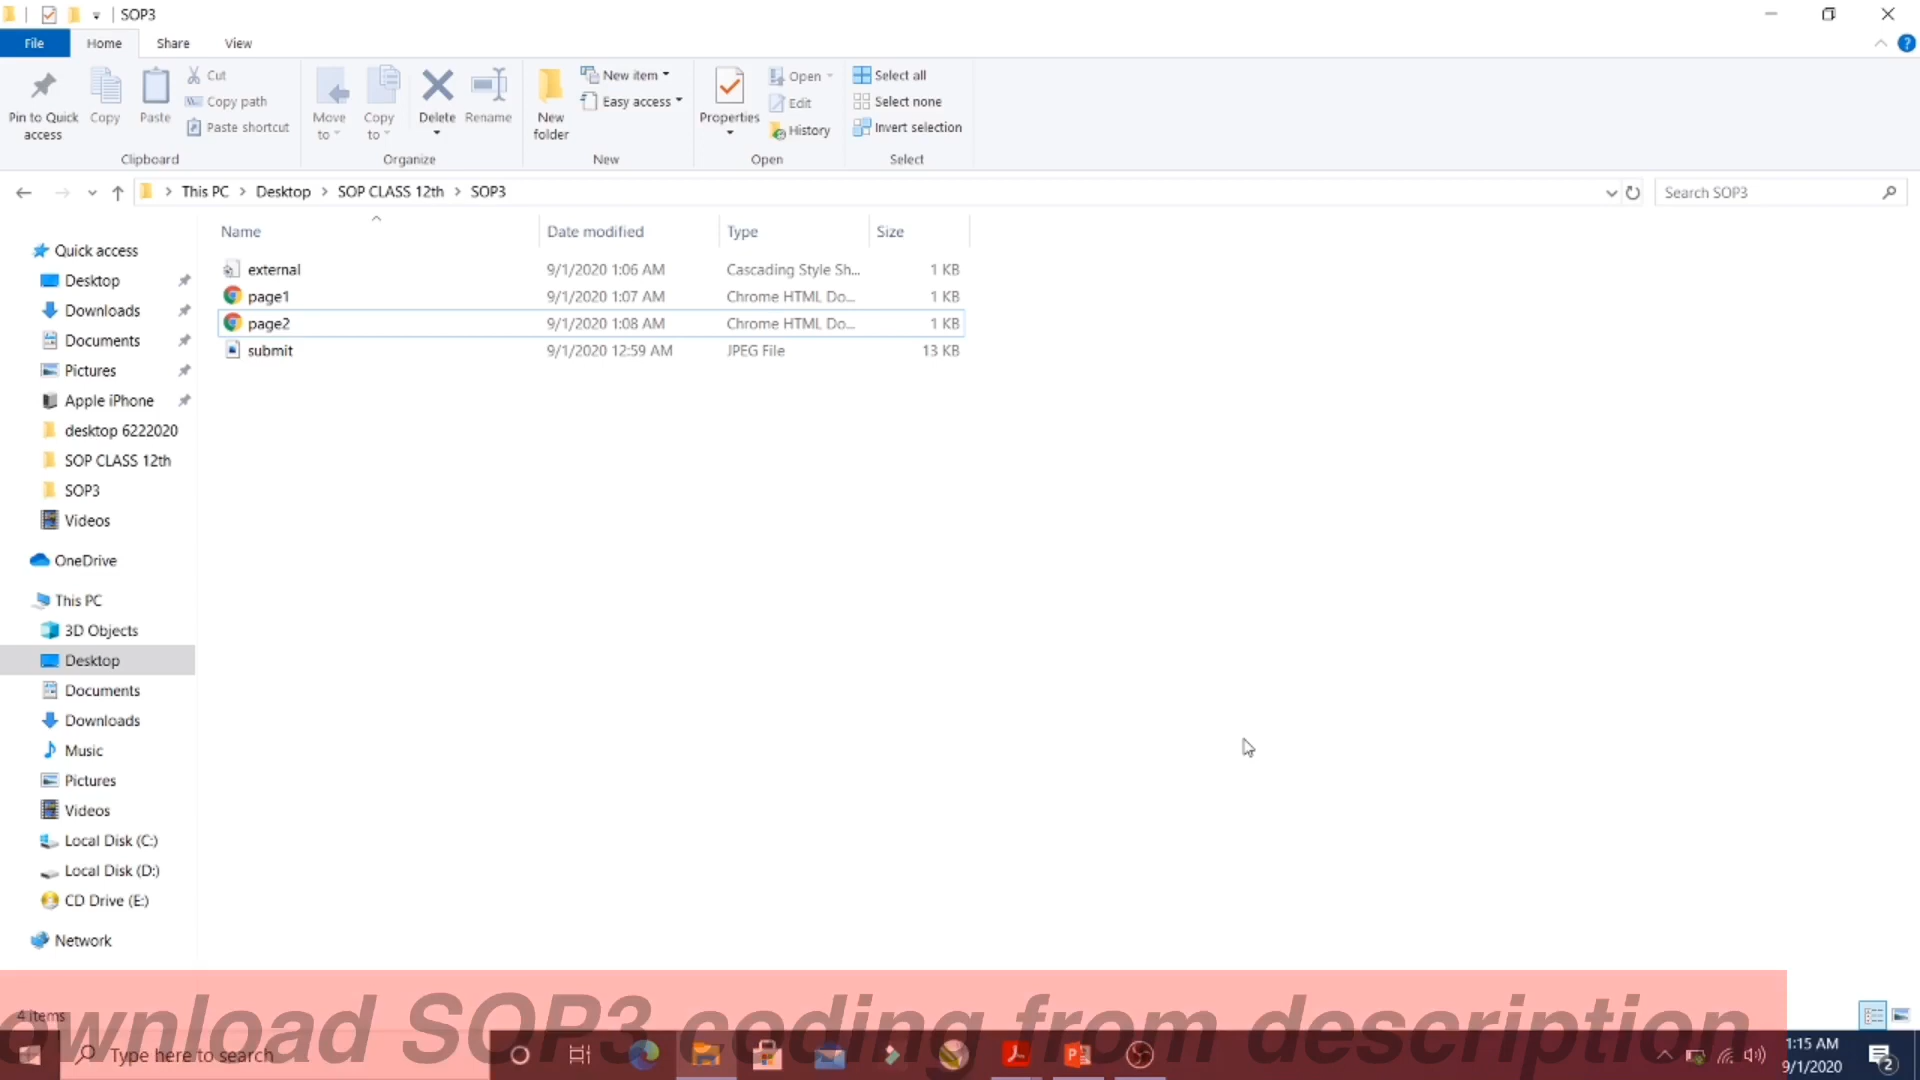 SOP3
File Home Share View
Pin to Quick access
Copy
Paste
Cut
Copy path
Paste shortcut
Clipboard
Move to
Copy to
Delete
Rename
Organize
New folder
New item
Easy access
New
Properties
Open
Edit
History
Open
Select all
Select none
Invert selection
Select
This PC > Desktop > SOP CLASS 12th > SOP3
Search SOP3
Name Date modified Type Size
external 9/1/2020 1:06 AM Cascading Style Sh... 1 KB
page1 9/1/2020 1:07 AM Chrome HTML Do... 1 KB
page2 9/1/2020 1:08 AM Chrome HTML Do... 1 KB
submit 9/1/2020 12:59 AM JPEG File 13 KB
Quick access
Desktop
Downloads
Documents
Pictures
Apple iPhone
desktop 6222020
SOP CLASS 12th
SOP3
Videos
OneDrive
This PC
3D Objects
Desktop
Documents
Downloads
Music
Pictures
Videos
Local Disk (C:)
Local Disk (D:)
CD Drive (E:)
Network
4 items
ownload SOP3 coding from description
Type here to search
1:15 AM
9/1/2020
2